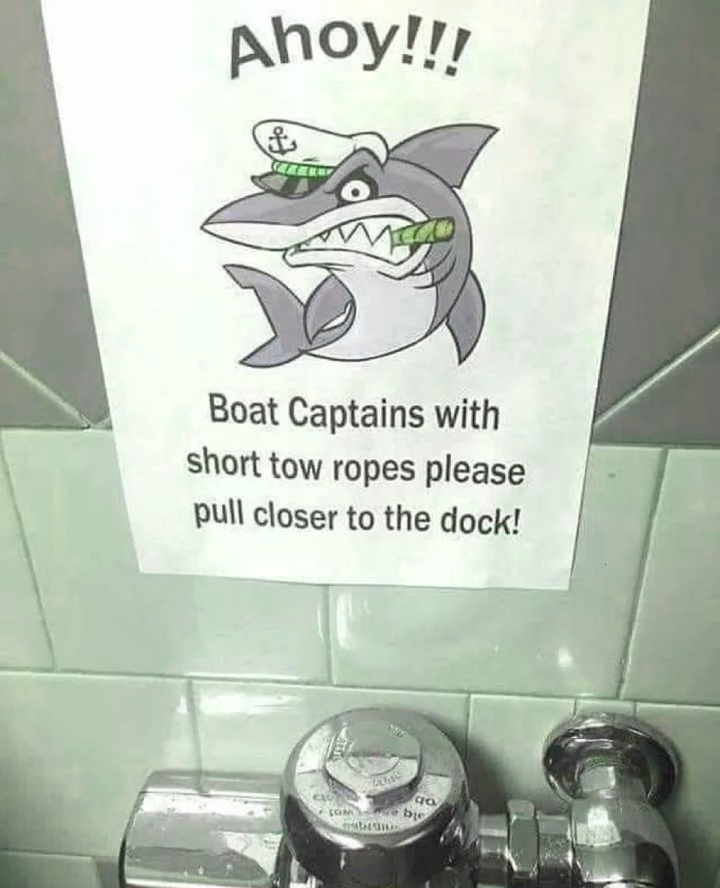 Ahoy!!!
Boat Captains with
short tow ropes please
pull closer to the dock!